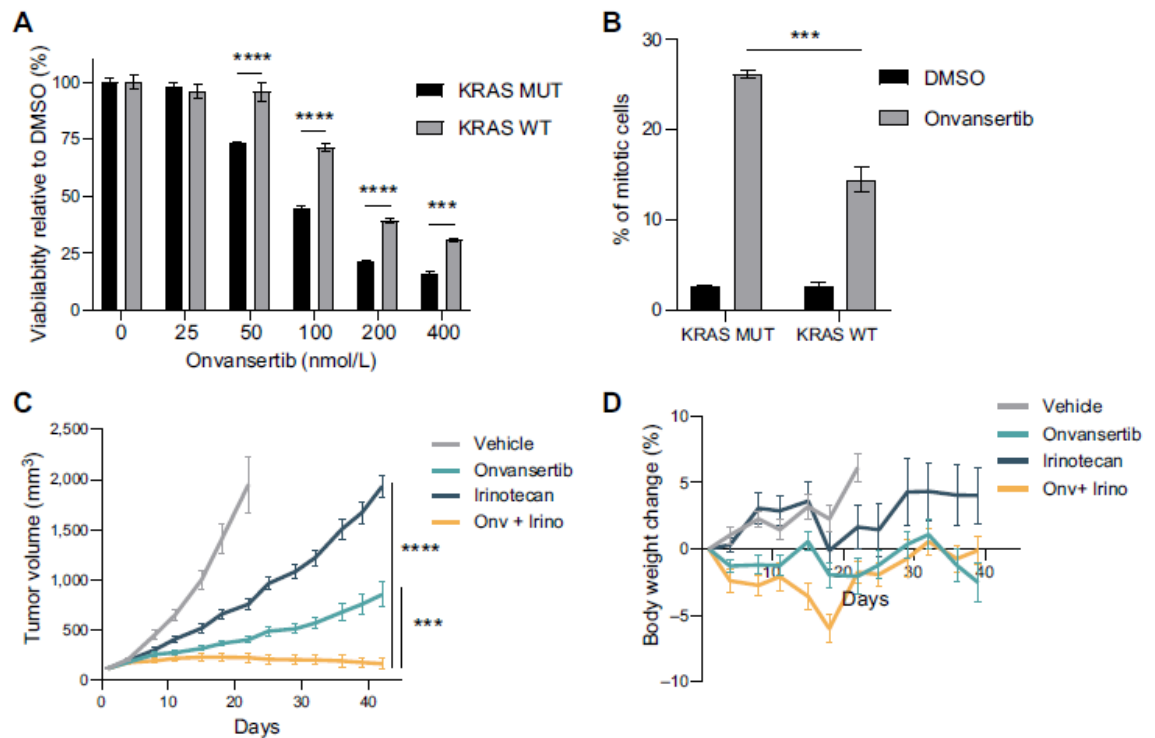 A
Viabilabitly relative to DMSO (%)
100
75
50
25
0
****
****
****
***
KRAS MUT
KRAS WT
0 25 50 100 200 400
Onvansertib (nmol/L)
B
% of mitotic cells
30
20
10
0
***
DMSO
Onvansertib
KRAS MUT KRAS WT
C
Tumor volume (mm³)
2,500
2,000
1,500
1,000
500
0
Vehicle
Onvansertib
Irinotecan
Onv + Irino
****
***
0 10 20 30 40
Days
D
Body weight change (%)
10
5
0
−5
−10
Vehicle
Onvansertib
Irinotecan
Onv+ Irino
10 20 30 40
Days